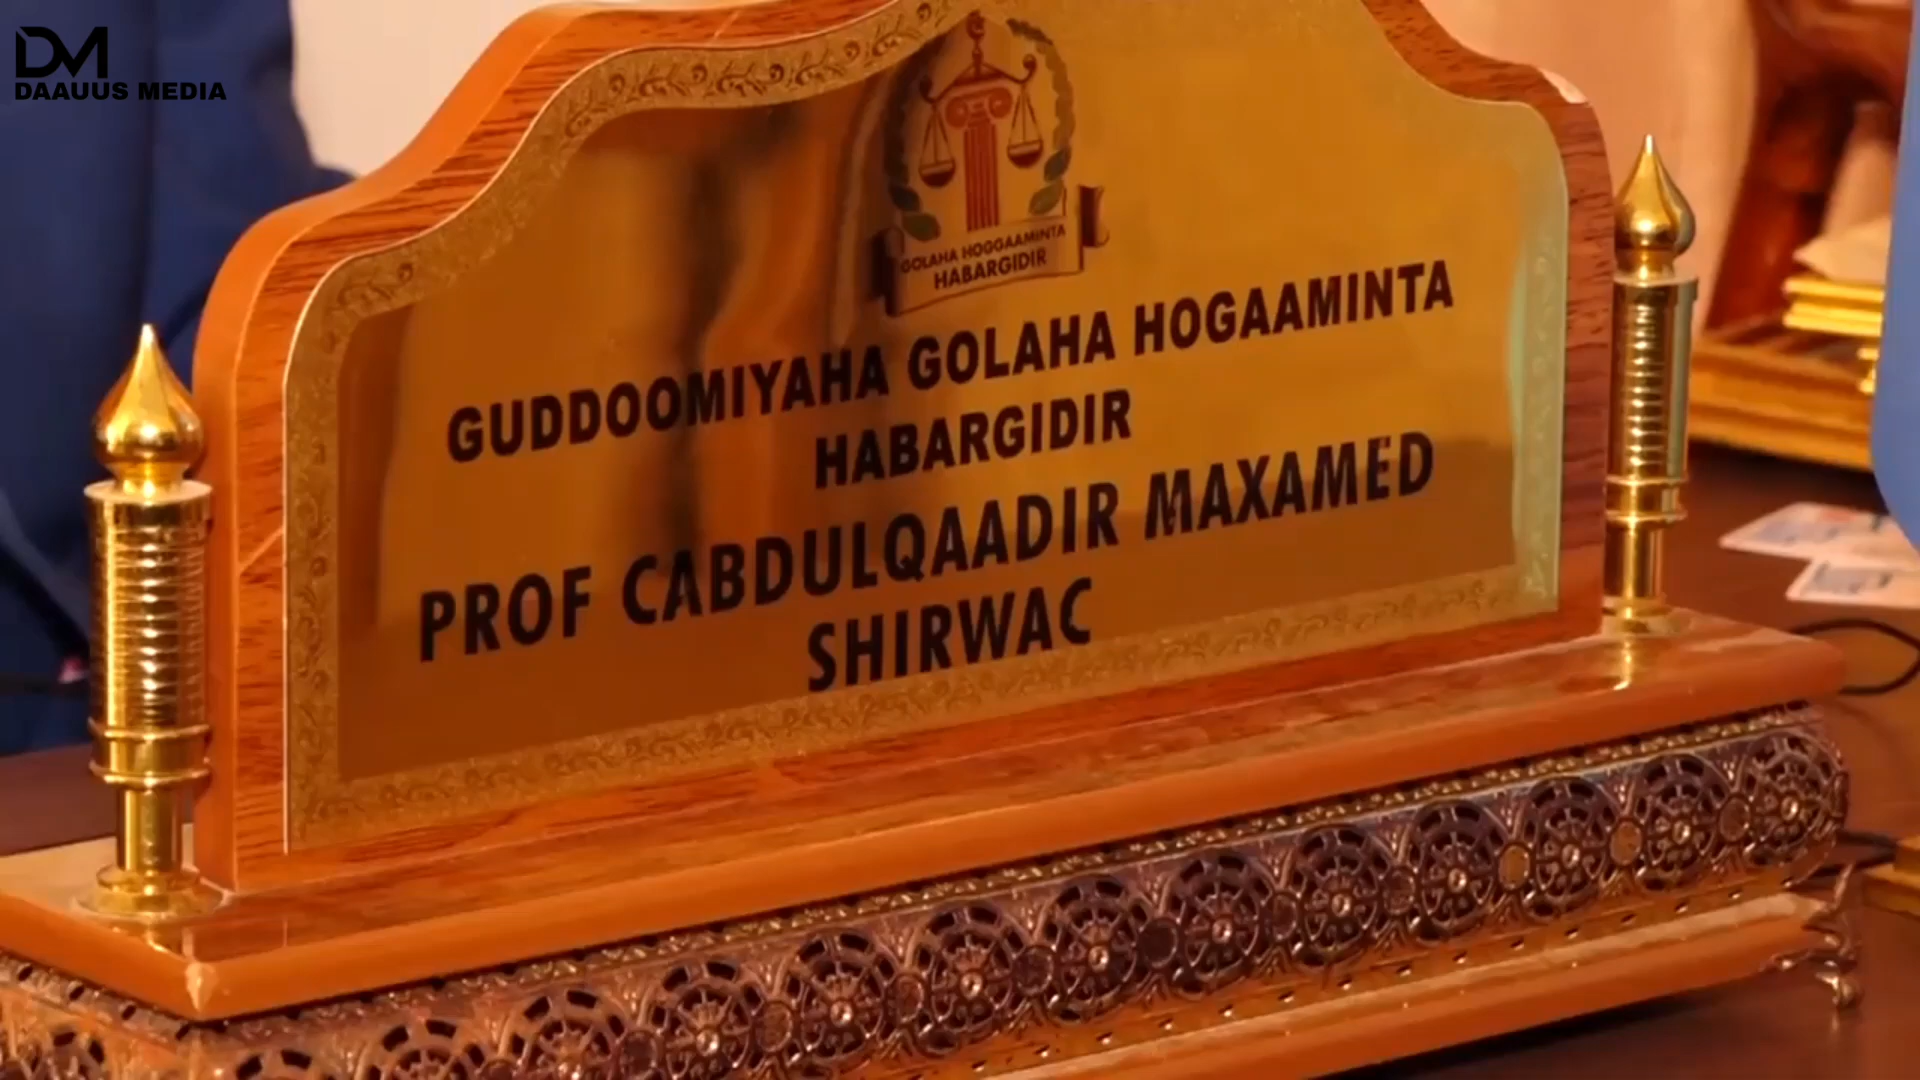 DM
DAAUUS MEDIA
GOLAHA HOGGAAMINTA
HABARGIDIR
GUDDOOMIYAHA GOLAHA HOGAAMINTA
HABARGIDIR
PROF CABDULQAADIR MAXAMED
SHIRWAC